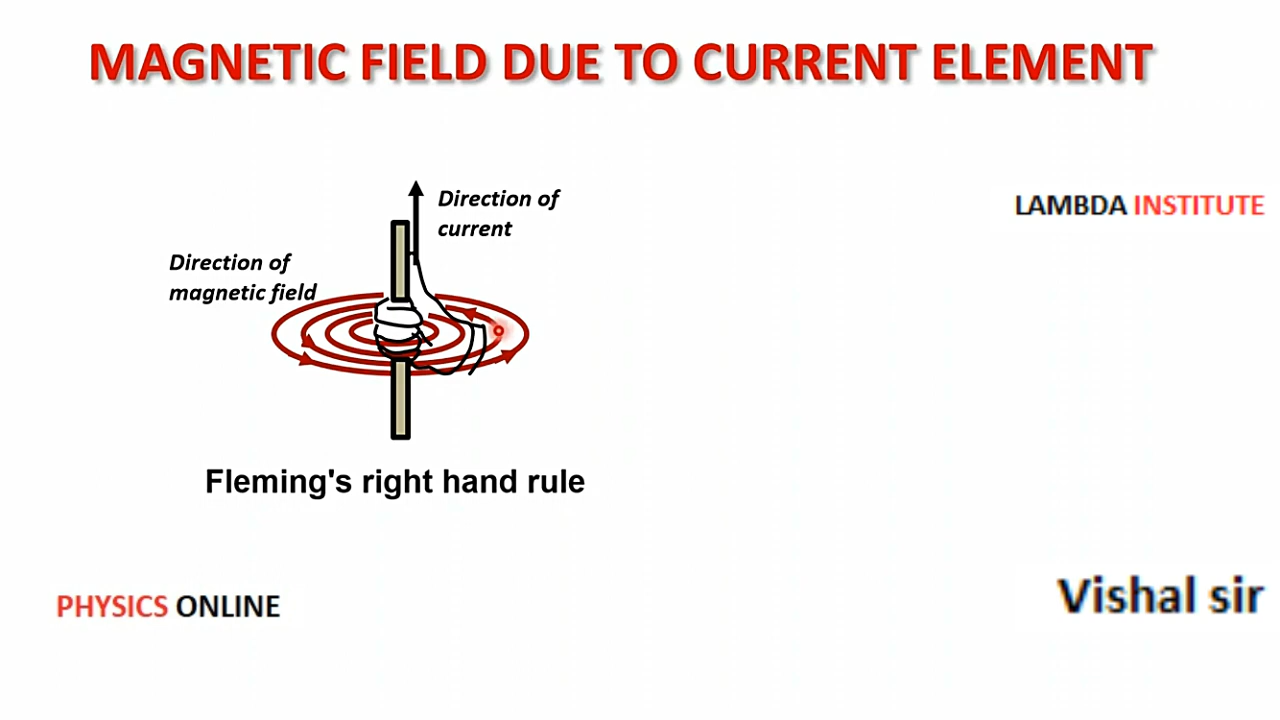 MAGNETIC FIELD DUE TO CURRENT ELEMENT
Direction of
current
LAMBDA INSTITUTE
Direction of
magnetic field
Fleming's right hand rule
PHYSICS ONLINE
Vishal sir